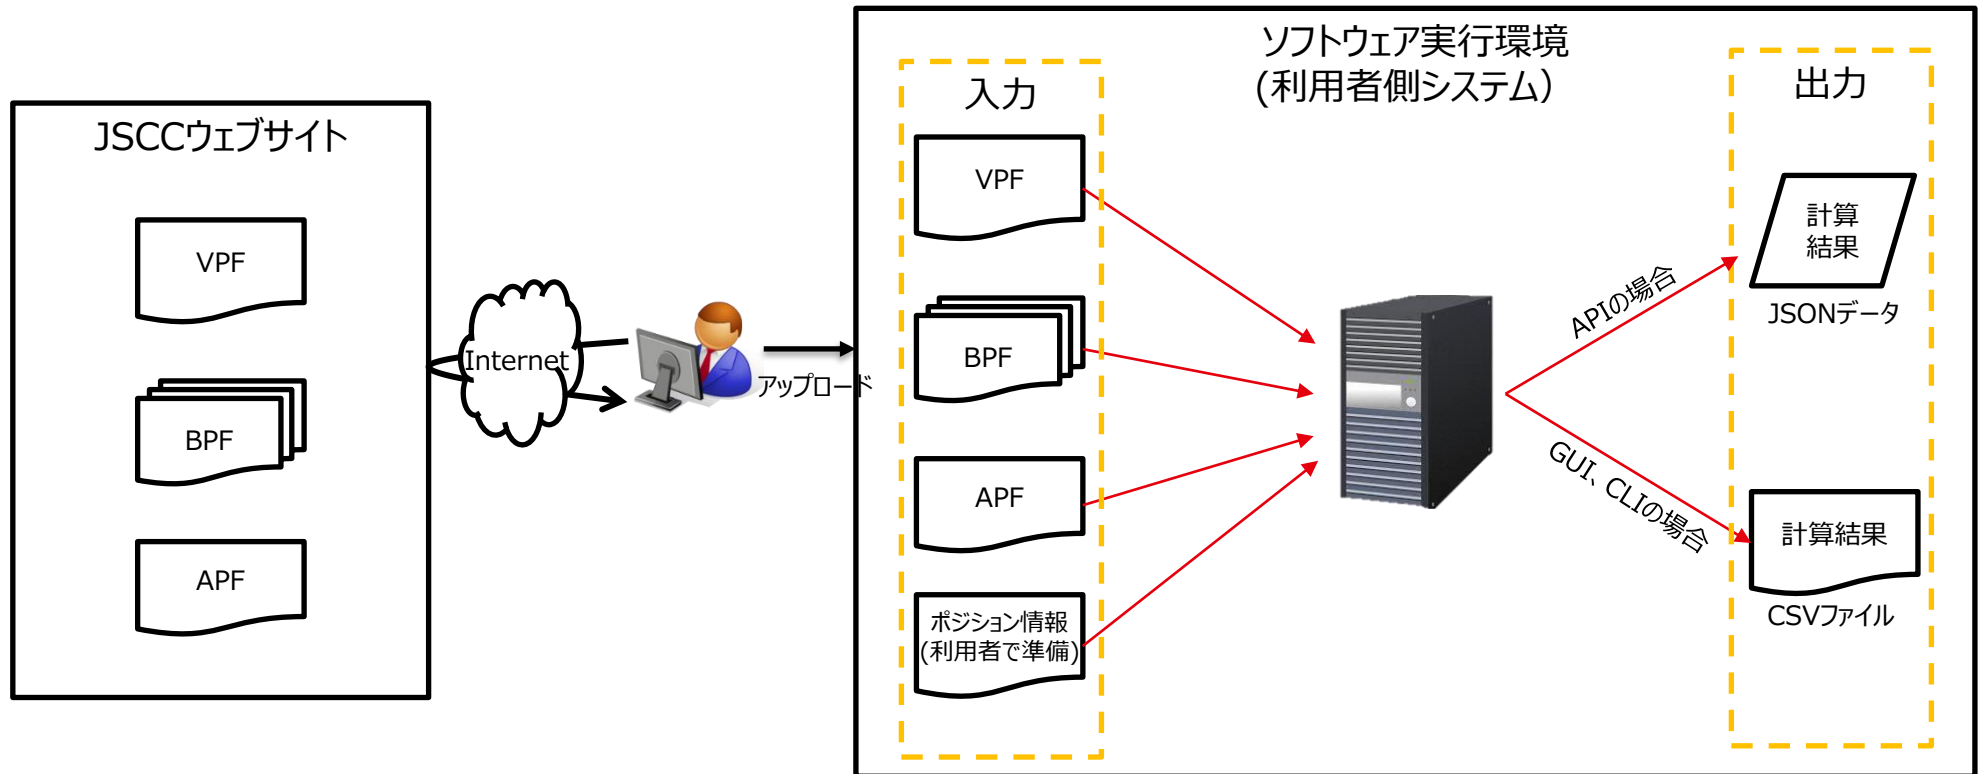 JSCCウェブサイト
VPF
BPF
APF
Internet
アップロード
ソフトウェア実行環境
(利用者側システム)
入力
VPF
BPF
APF
ポジション情報
(利用者で準備)
APIの場合
GUI、CLIの場合
出力
計算
結果
JSONデータ
計算結果
CSVファイル